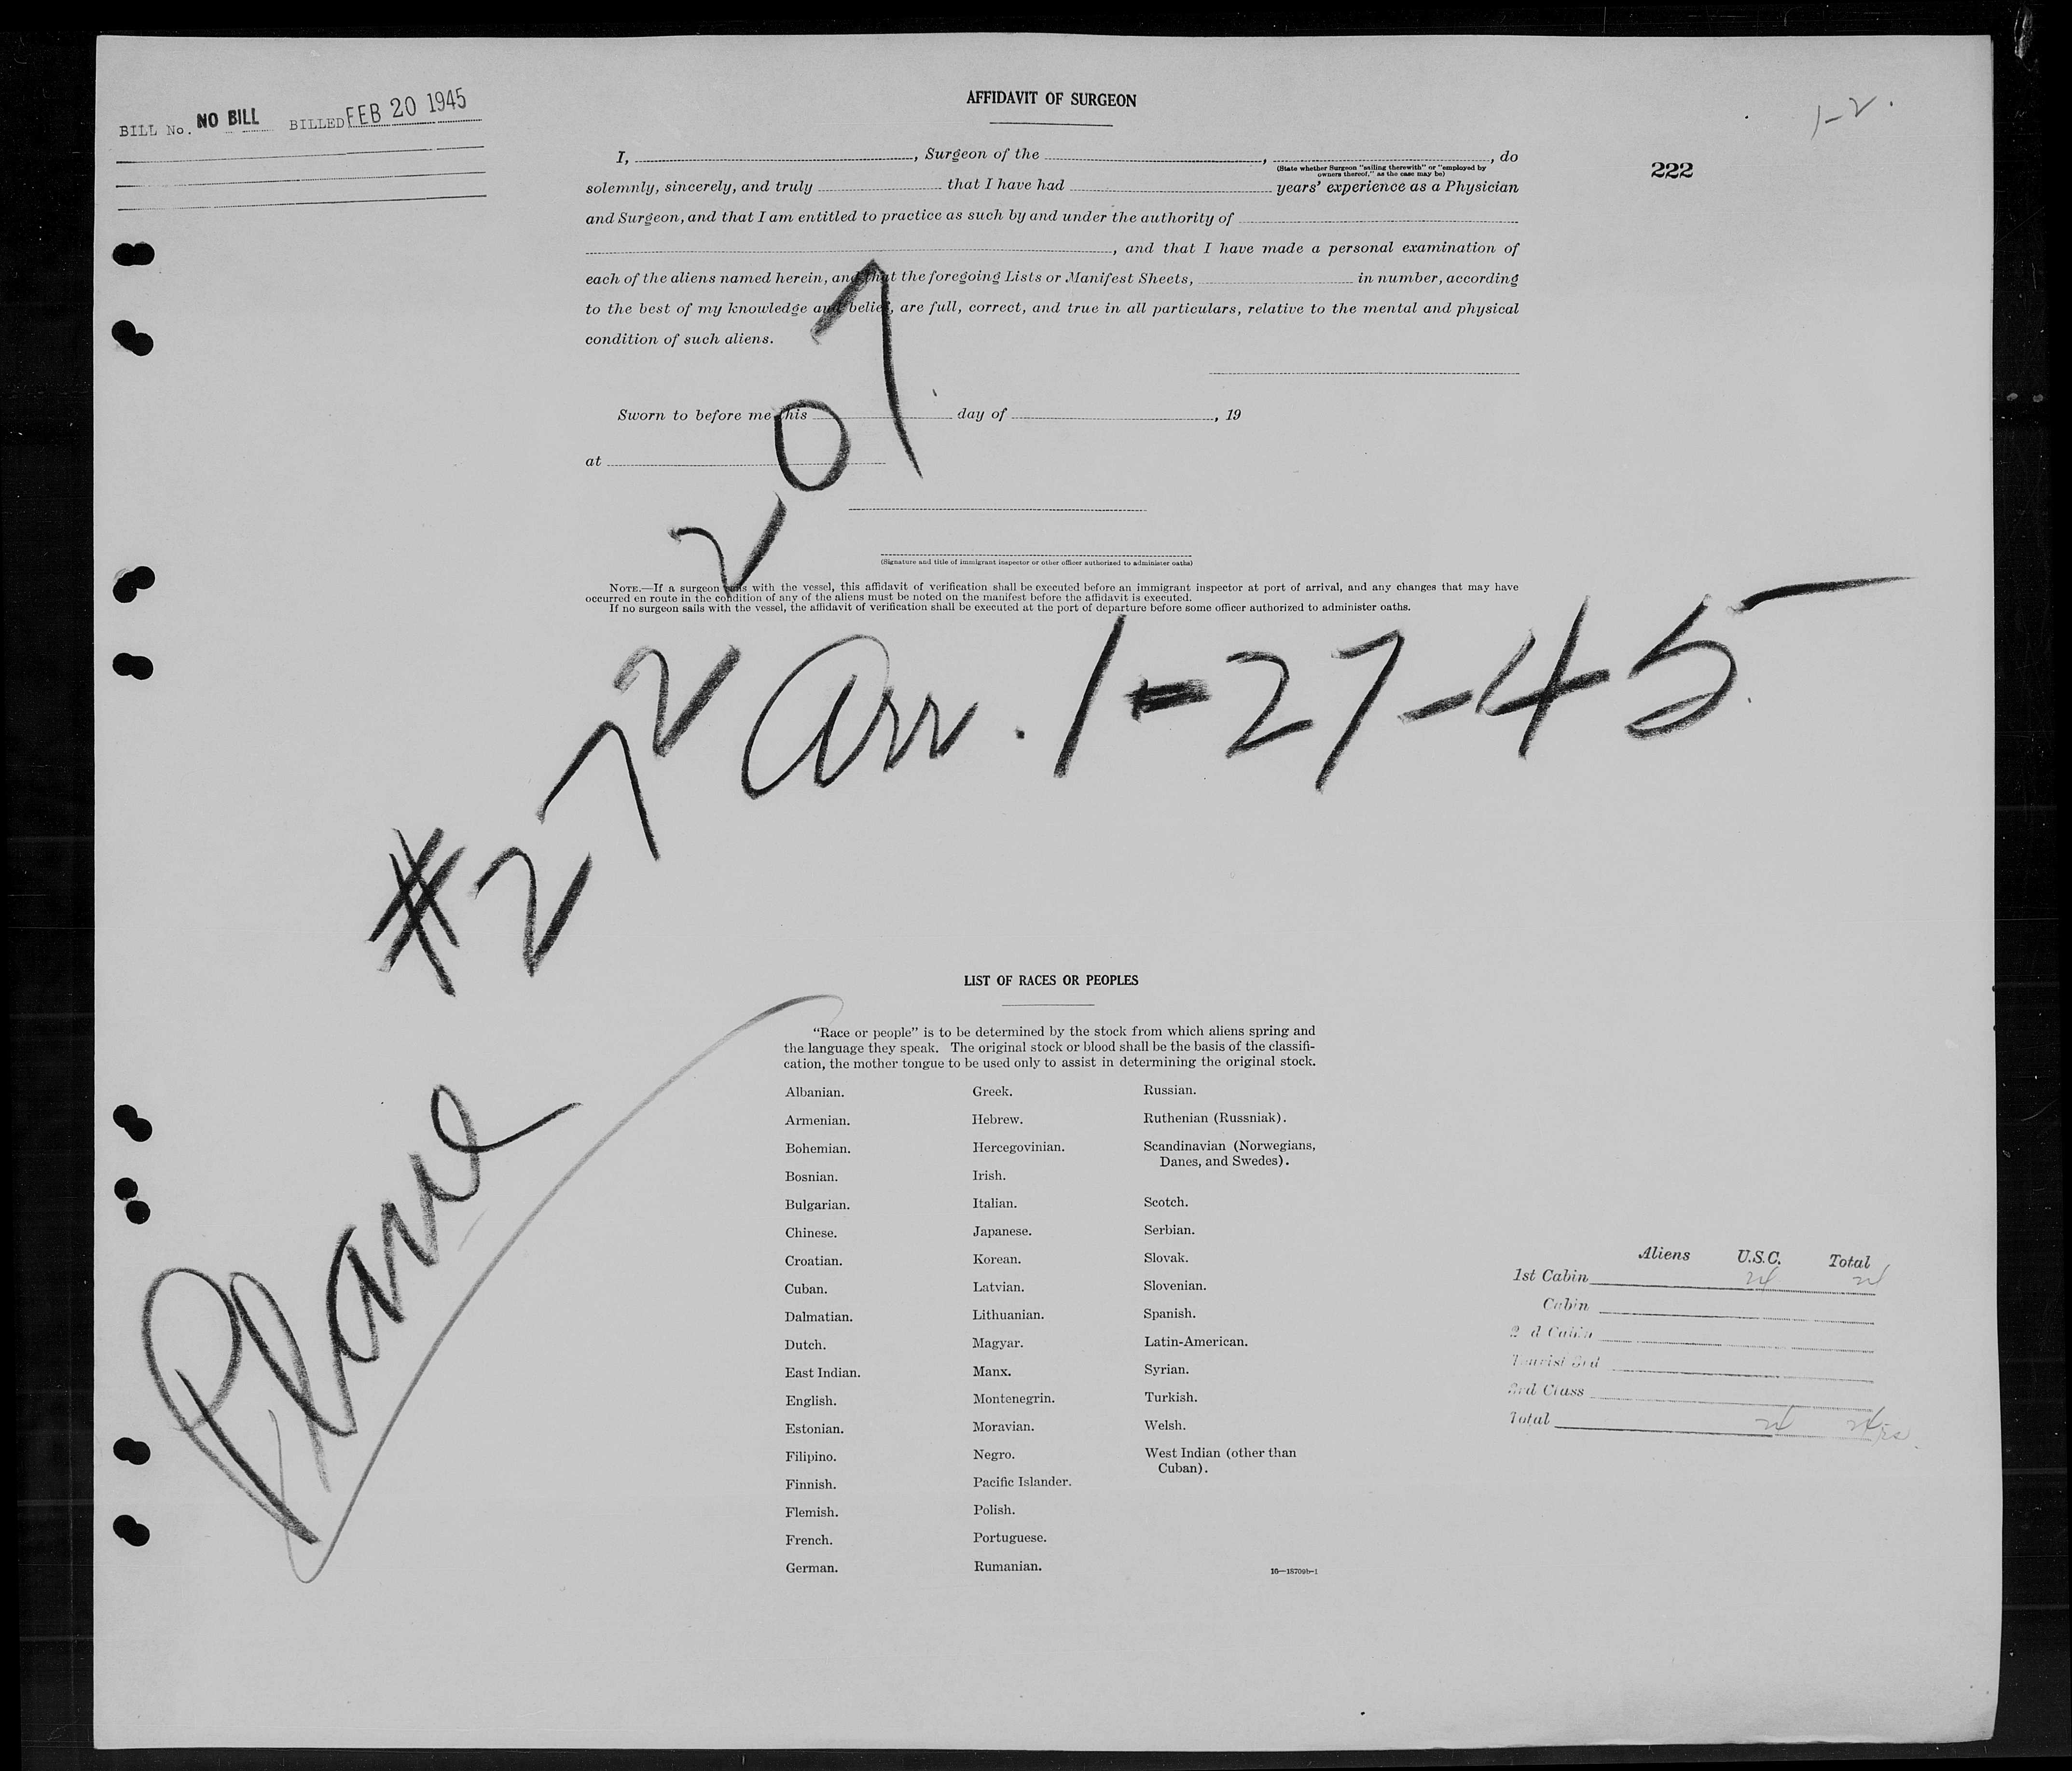 BILL No. NO BILL BILLED FEB 20 1945
AFFIDAVIT OF SURGEON
1-2.
222
I, , Surgeon of the , , do
(State whether Surgeon "sailing therewith" or "employed by
owners thereof," as the case may be)
solemnly, sincerely, and truly that I have had years' experience as a Physician
and Surgeon, and that I am entitled to practice as such by and under the authority of
, and that I have made a personal examination of
each of the aliens named herein, and that the foregoing Lists or Manifest Sheets, in number, according
to the best of my knowledge and belief, are full, correct, and true in all particulars, relative to the mental and physical
condition of such aliens.
Sworn to before me this day of , 19
at
(Signature and title of immigrant inspector or other officer authorized to administer oaths)
NOTE.—If a surgeon sails with the vessel, this affidavit of verification shall be executed before an immigrant inspector at port of arrival, and any changes that may have
occurred en route in the condition of any of the aliens must be noted on the manifest before the affidavit is executed.
If no surgeon sails with the vessel, the affidavit of verification shall be executed at the port of departure before some officer authorized to administer oaths.
#272207
Arr. 1-27-45
Plane
LIST OF RACES OR PEOPLES
"Race or people" is to be determined by the stock from which aliens spring and
the language they speak. The original stock or blood shall be the basis of the classifi-
cation, the mother tongue to be used only to assist in determining the original stock.
Albanian.
Armenian.
Bohemian.
Bosnian.
Bulgarian.
Chinese.
Croatian.
Cuban.
Dalmatian.
Dutch.
East Indian.
English.
Estonian.
Filipino.
Finnish.
Flemish.
French.
German.
Greek.
Hebrew.
Hercegovinian.
Irish.
Italian.
Japanese.
Korean.
Latvian.
Lithuanian.
Magyar.
Manx.
Montenegrin.
Moravian.
Negro.
Pacific Islander.
Polish.
Portuguese.
Rumanian.
Russian.
Ruthenian (Russniak).
Scandinavian (Norwegians,
Danes, and Swedes).
Scotch.
Serbian.
Slovak.
Slovenian.
Spanish.
Latin-American.
Syrian.
Turkish.
Welsh.
West Indian (other than
Cuban).
16—18709b-1
Aliens U.S.C. Total
1st Cabin 24 24
Cabin
2nd Cabin
Tourist 3rd
3rd Class
Total 24 24